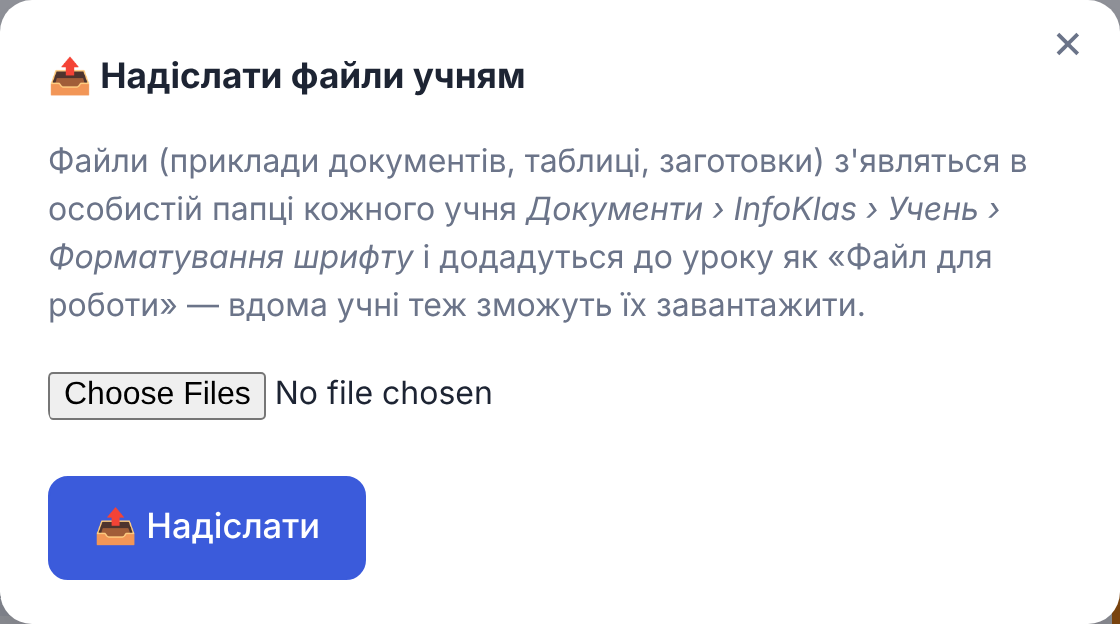 📤 Надіслати файли учням
Файли (приклади документів, таблиці, заготовки) з'являться в
особистій папці кожного учня Документи › InfoKlas › Учень ›
Форматування шрифту і додадуться до уроку як «Файл для
роботи» — вдома учні теж зможуть їх завантажити.
Choose Files No file chosen
📤 Надіслати